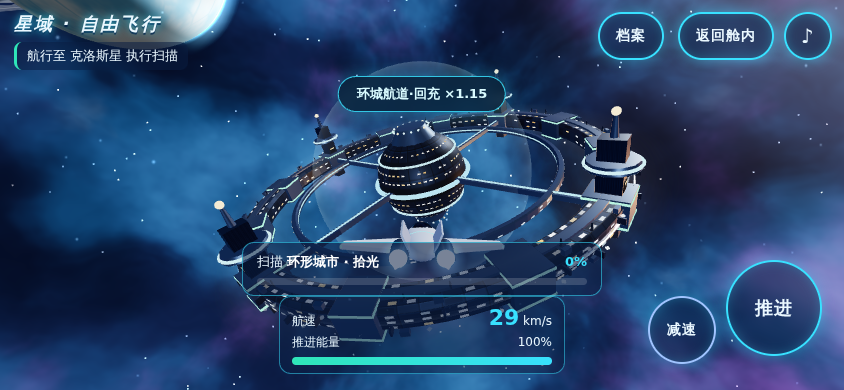 星域 · 自由飞行
航行至 克洛斯星 执行扫描
档案
返回舱内
♪
环城航道·回充 ×1.15
扫描 环形城市 · 拾光 0%
航速 29 km/s
推进能量 100%
减速
推进